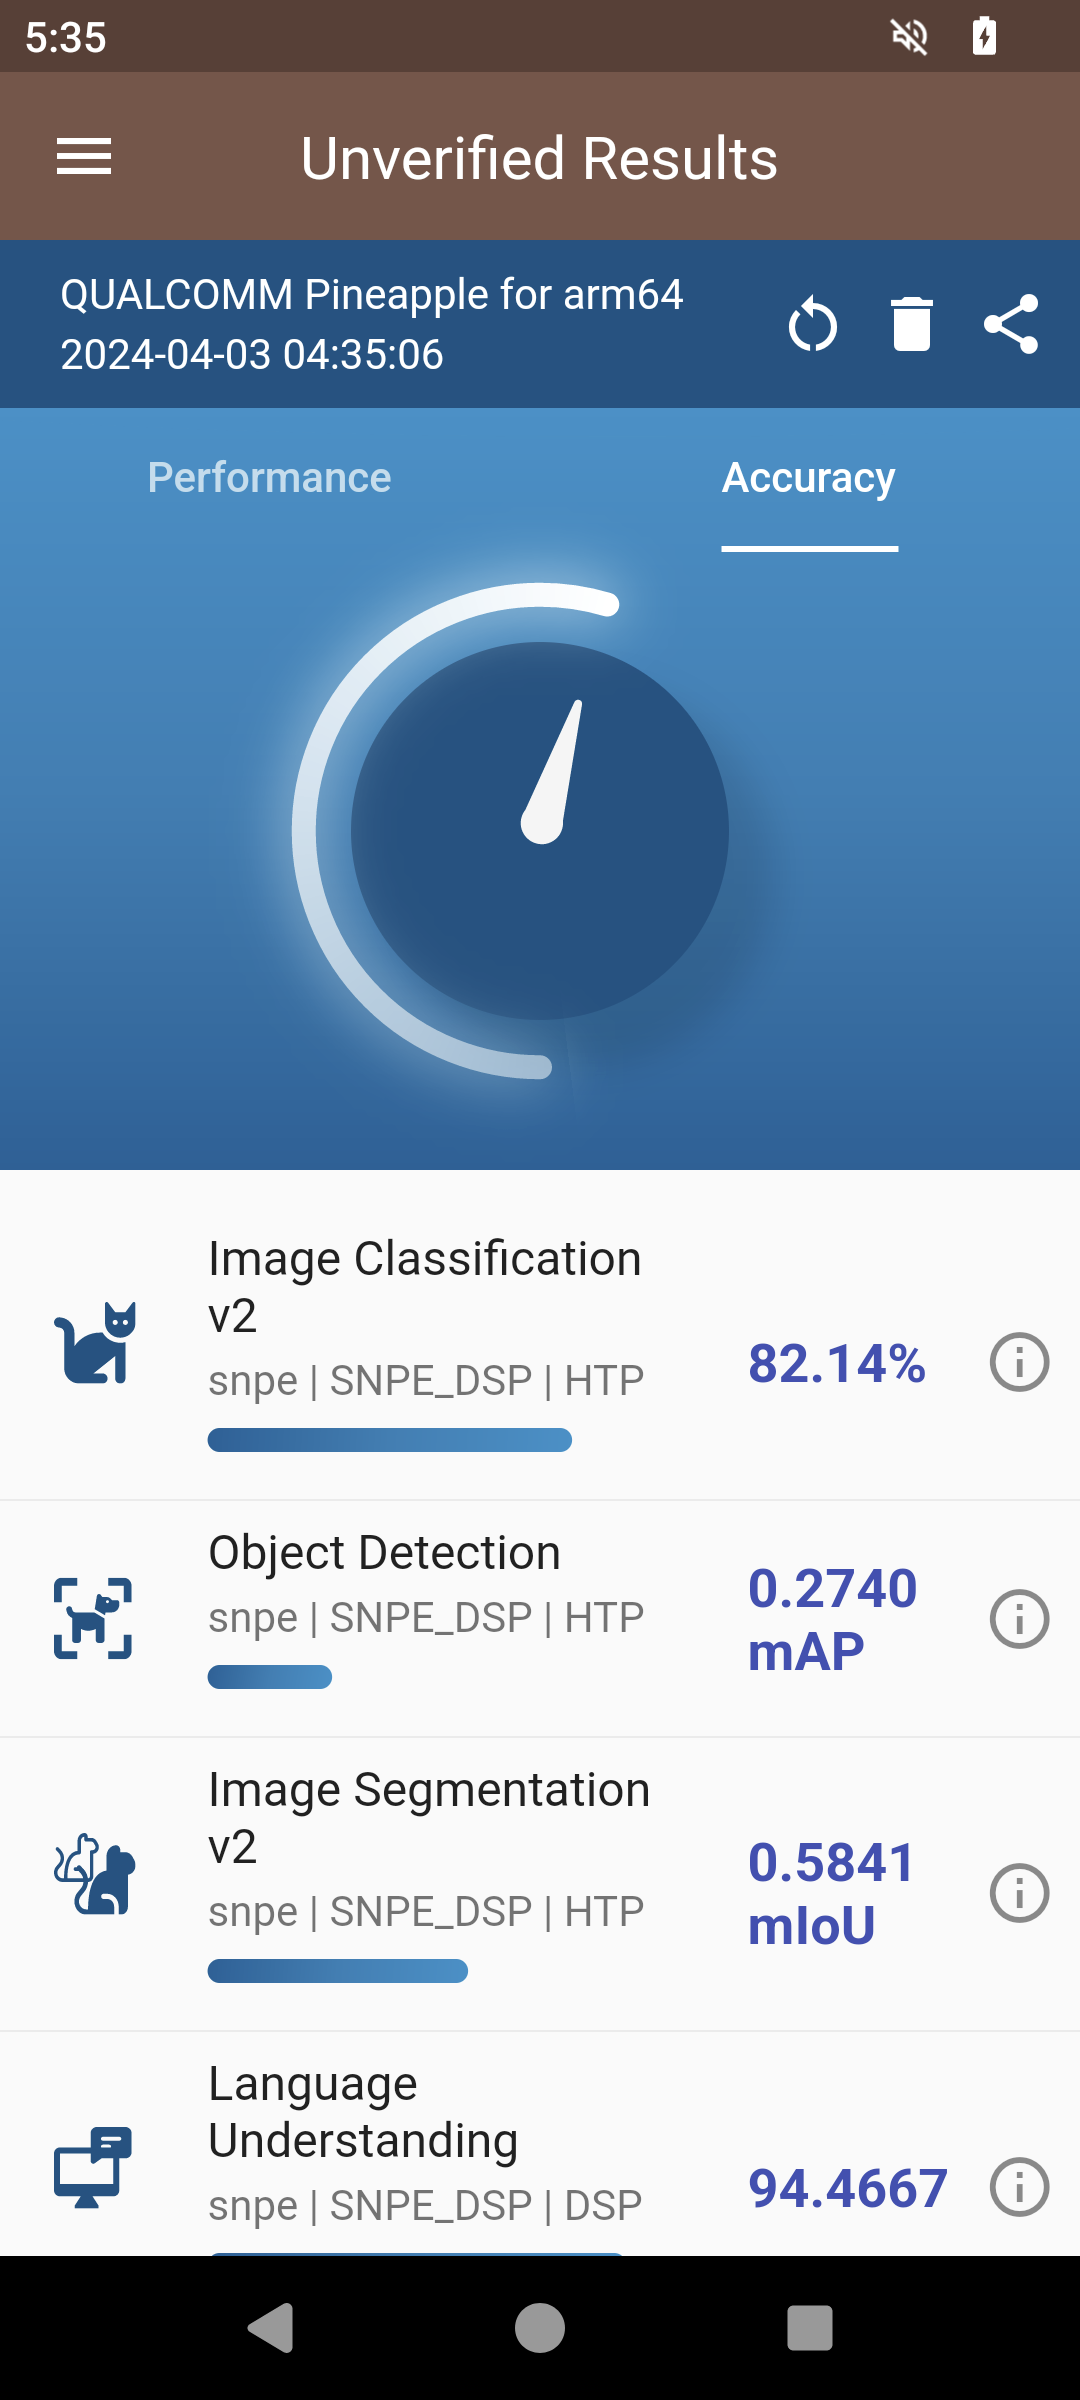 5:35
Unverified Results
QUALCOMM Pineapple for arm64
2024-04-03 04:35:06
Performance
Accuracy
Image Classification
v2
snpe | SNPE_DSP | HTP
82.14%
Object Detection
snpe | SNPE_DSP | HTP
0.2740
mAP
Image Segmentation
v2
snpe | SNPE_DSP | HTP
0.5841
mIoU
Language
Understanding
snpe | SNPE_DSP | DSP
94.4667